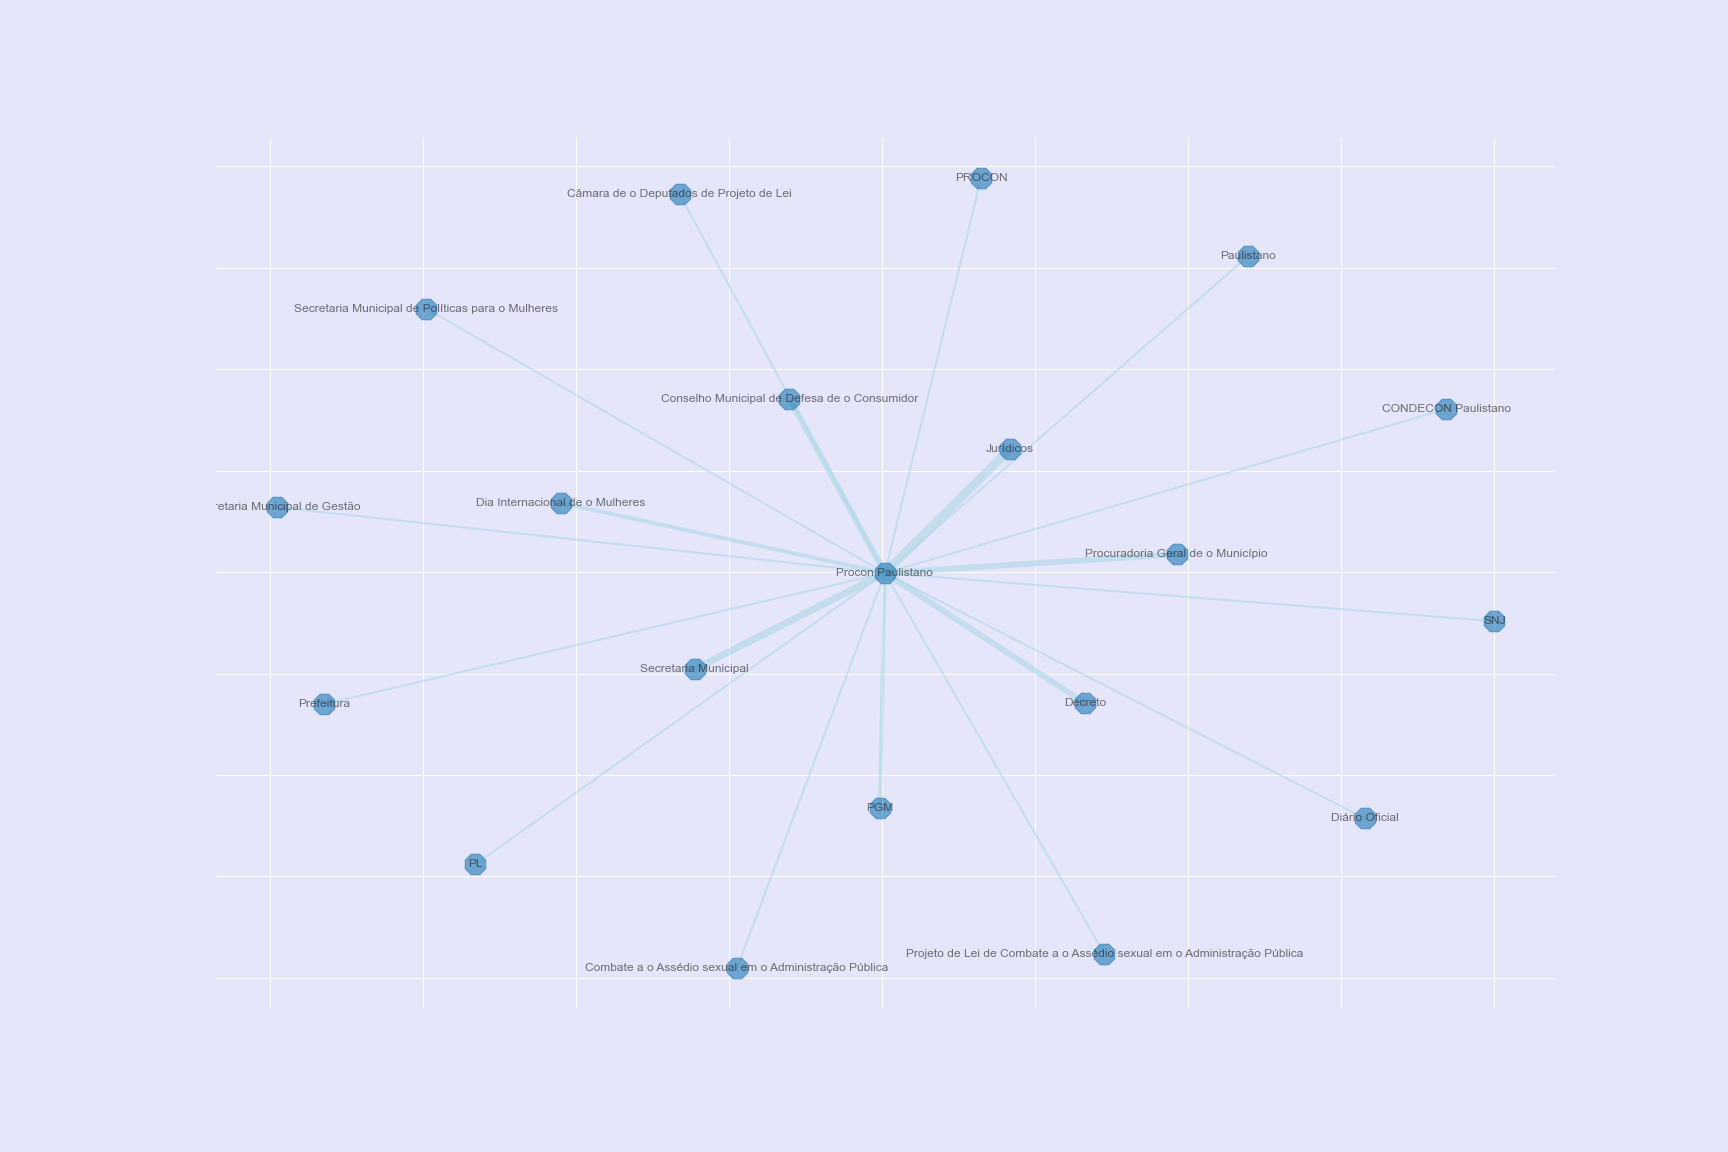 PROCON
Câmara de o Deputados de Projeto de Lei
Paulistano
Secretaria Municipal de Políticas para o Mulheres
Conselho Municipal de Defesa de o Consumidor
CONDECON Paulistano
Jurídicos
Dia Internacional de o Mulheres
retaria Municipal de Gestão
Procuradoria Geral de o Município
Procon Paulistano
SNJ
Secretaria Municipal
Decreto
Prefeitura
PGM
Diário Oficial
PL
Projeto de Lei de Combate a o Assédio sexual em o Administração Pública
Combate a o Assédio sexual em o Administração Pública